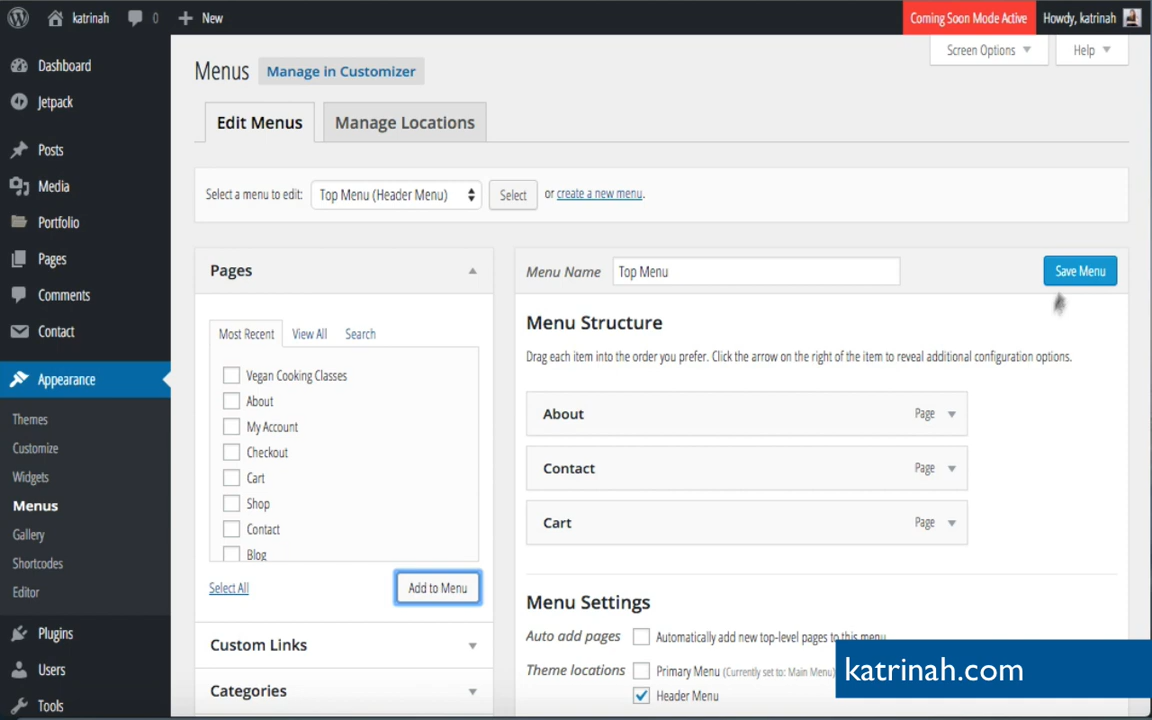 katrinah
0
New
Coming Soon Mode Active
Howdy, katrinah
Dashboard
Jetpack
Posts
Media
Portfolio
Pages
Comments
Contact
Appearance
Themes
Customize
Widgets
Menus
Gallery
Shortcodes
Editor
Plugins
Users
Tools
Screen Options
Help
Menus
Manage in Customizer
Edit Menus
Manage Locations
Select a menu to edit:
Top Menu (Header Menu)
Select
or create a new menu.
Pages
Most Recent
View All
Search
Vegan Cooking Classes
About
My Account
Checkout
Cart
Shop
Contact
Blog
Select All
Add to Menu
Custom Links
Categories
Menu Name
Top Menu
Save Menu
Menu Structure
Drag each item into the order you prefer. Click the arrow on the right of the item to reveal additional configuration options.
About
Page
Contact
Page
Cart
Page
Menu Settings
Auto add pages
Automatically add new top-level pages to this menu
Theme locations
Primary Menu (Currently set to: Main Menu)
Header Menu
katrinah.com